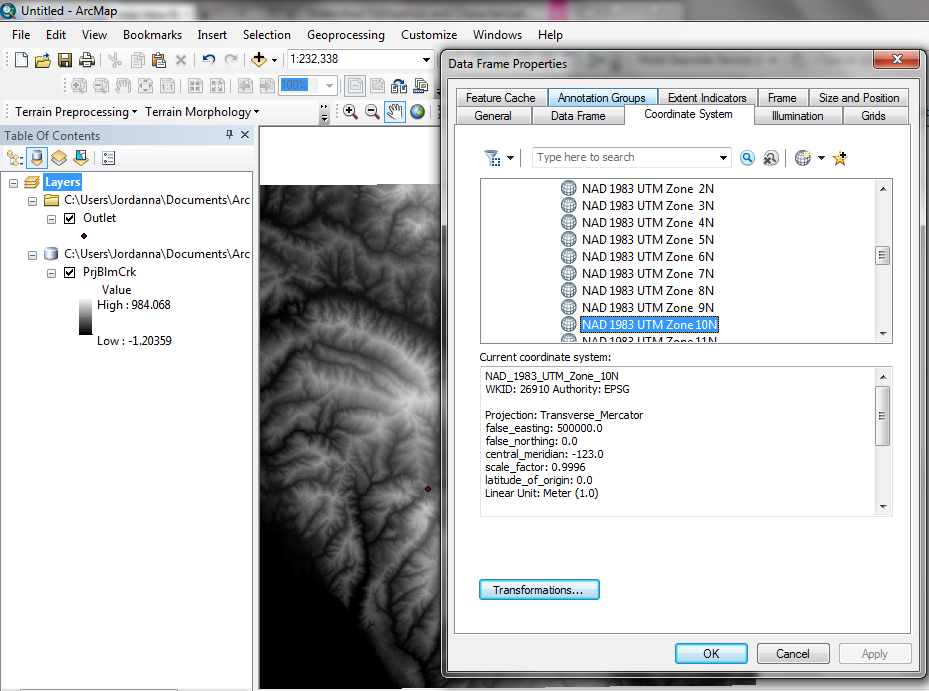 Untitled - ArcMap
File Edit View Bookmarks Insert Selection Geoprocessing Customize Windows Help
1:232,338
100%
Terrain Preprocessing Terrain Morphology
Table Of Contents
Layers
C:\Users\Jordanna\Documents\Arc
Outlet
C:\Users\Jordanna\Documents\Arc
PrjBlmCrk
Value
High : 984.068
Low : -1.20359
Data Frame Properties
Feature Cache Annotation Groups Extent Indicators Frame Size and Position
General Data Frame Coordinate System Illumination Grids
Type here to search
NAD 1983 UTM Zone 2N
NAD 1983 UTM Zone 3N
NAD 1983 UTM Zone 4N
NAD 1983 UTM Zone 5N
NAD 1983 UTM Zone 6N
NAD 1983 UTM Zone 7N
NAD 1983 UTM Zone 8N
NAD 1983 UTM Zone 9N
NAD 1983 UTM Zone 10N
NAD 1983 UTM Zone 11N
Current coordinate system:
NAD_1983_UTM_Zone_10N
WKID: 26910 Authority: EPSG
Projection: Transverse_Mercator
false_easting: 500000.0
false_northing: 0.0
central_meridian: -123.0
scale_factor: 0.9996
latitude_of_origin: 0.0
Linear Unit: Meter (1.0)
Transformations...
OK Cancel Apply